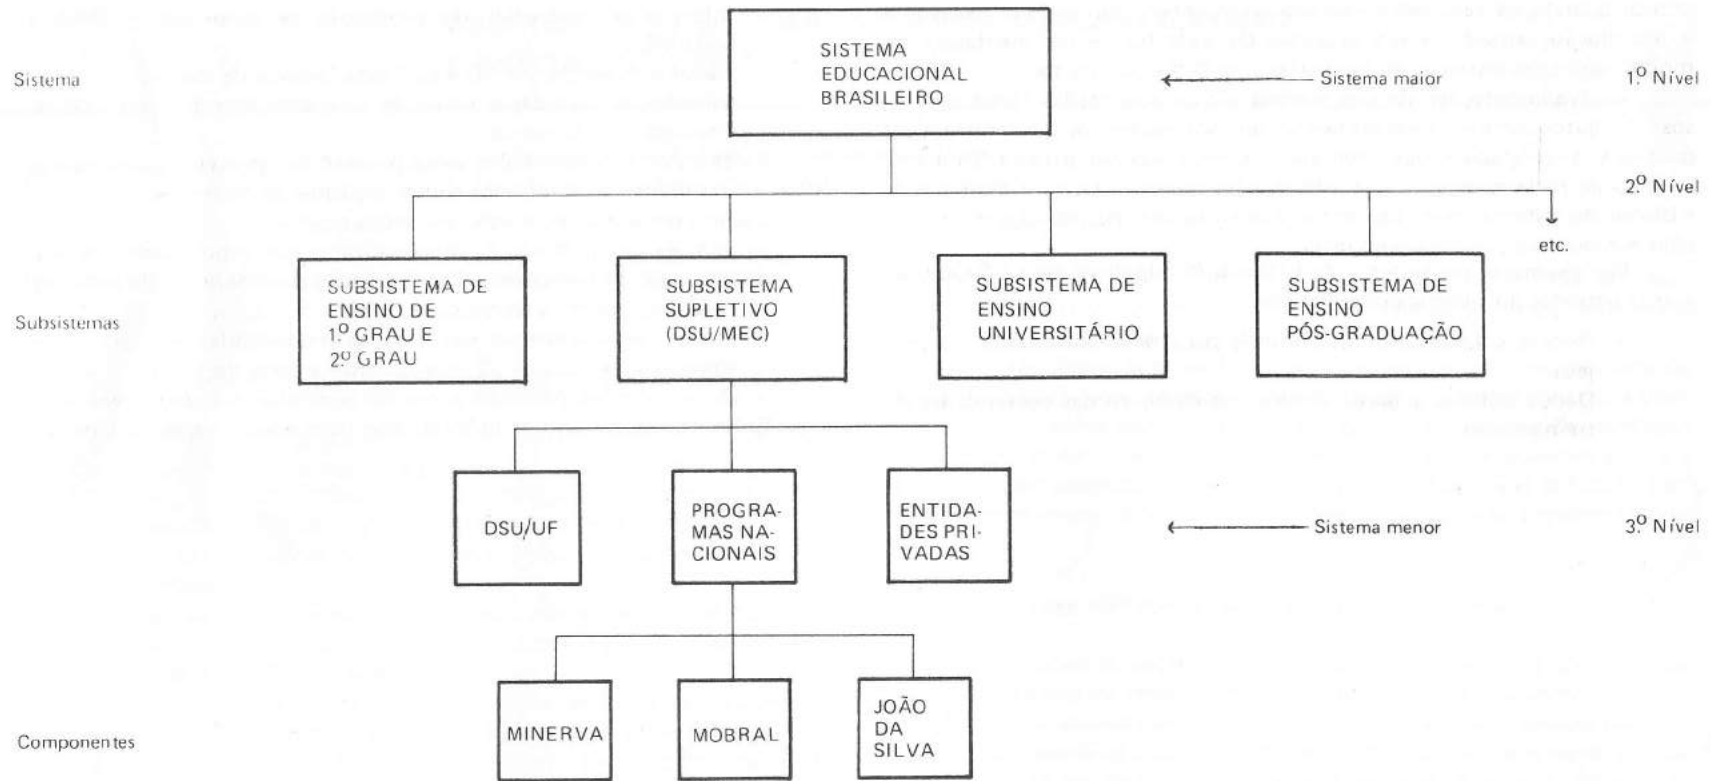 SISTEMA
EDUCACIONAL
BRASILEIRO
Sistema
Sistema maior
1º Nível
2º Nível
etc.
Subsistemas
SUBSISTEMA DE
ENSINO DE
1º GRAU E
2º GRAU
SUBSISTEMA
SUPLETIVO
(DSU/MEC)
SUBSISTEMA DE
ENSINO
UNIVERSITÁRIO
SUBSISTEMA DE
ENSINO
PÓS-GRADUAÇÃO
DSU/UF
PROGRA-
MAS NA-
CIONAIS
ENTIDA-
DES PRI-
VADAS
Sistema menor
3º Nível
Componentes
MINERVA
MOBRAL
JOÃO
DA
SILVA